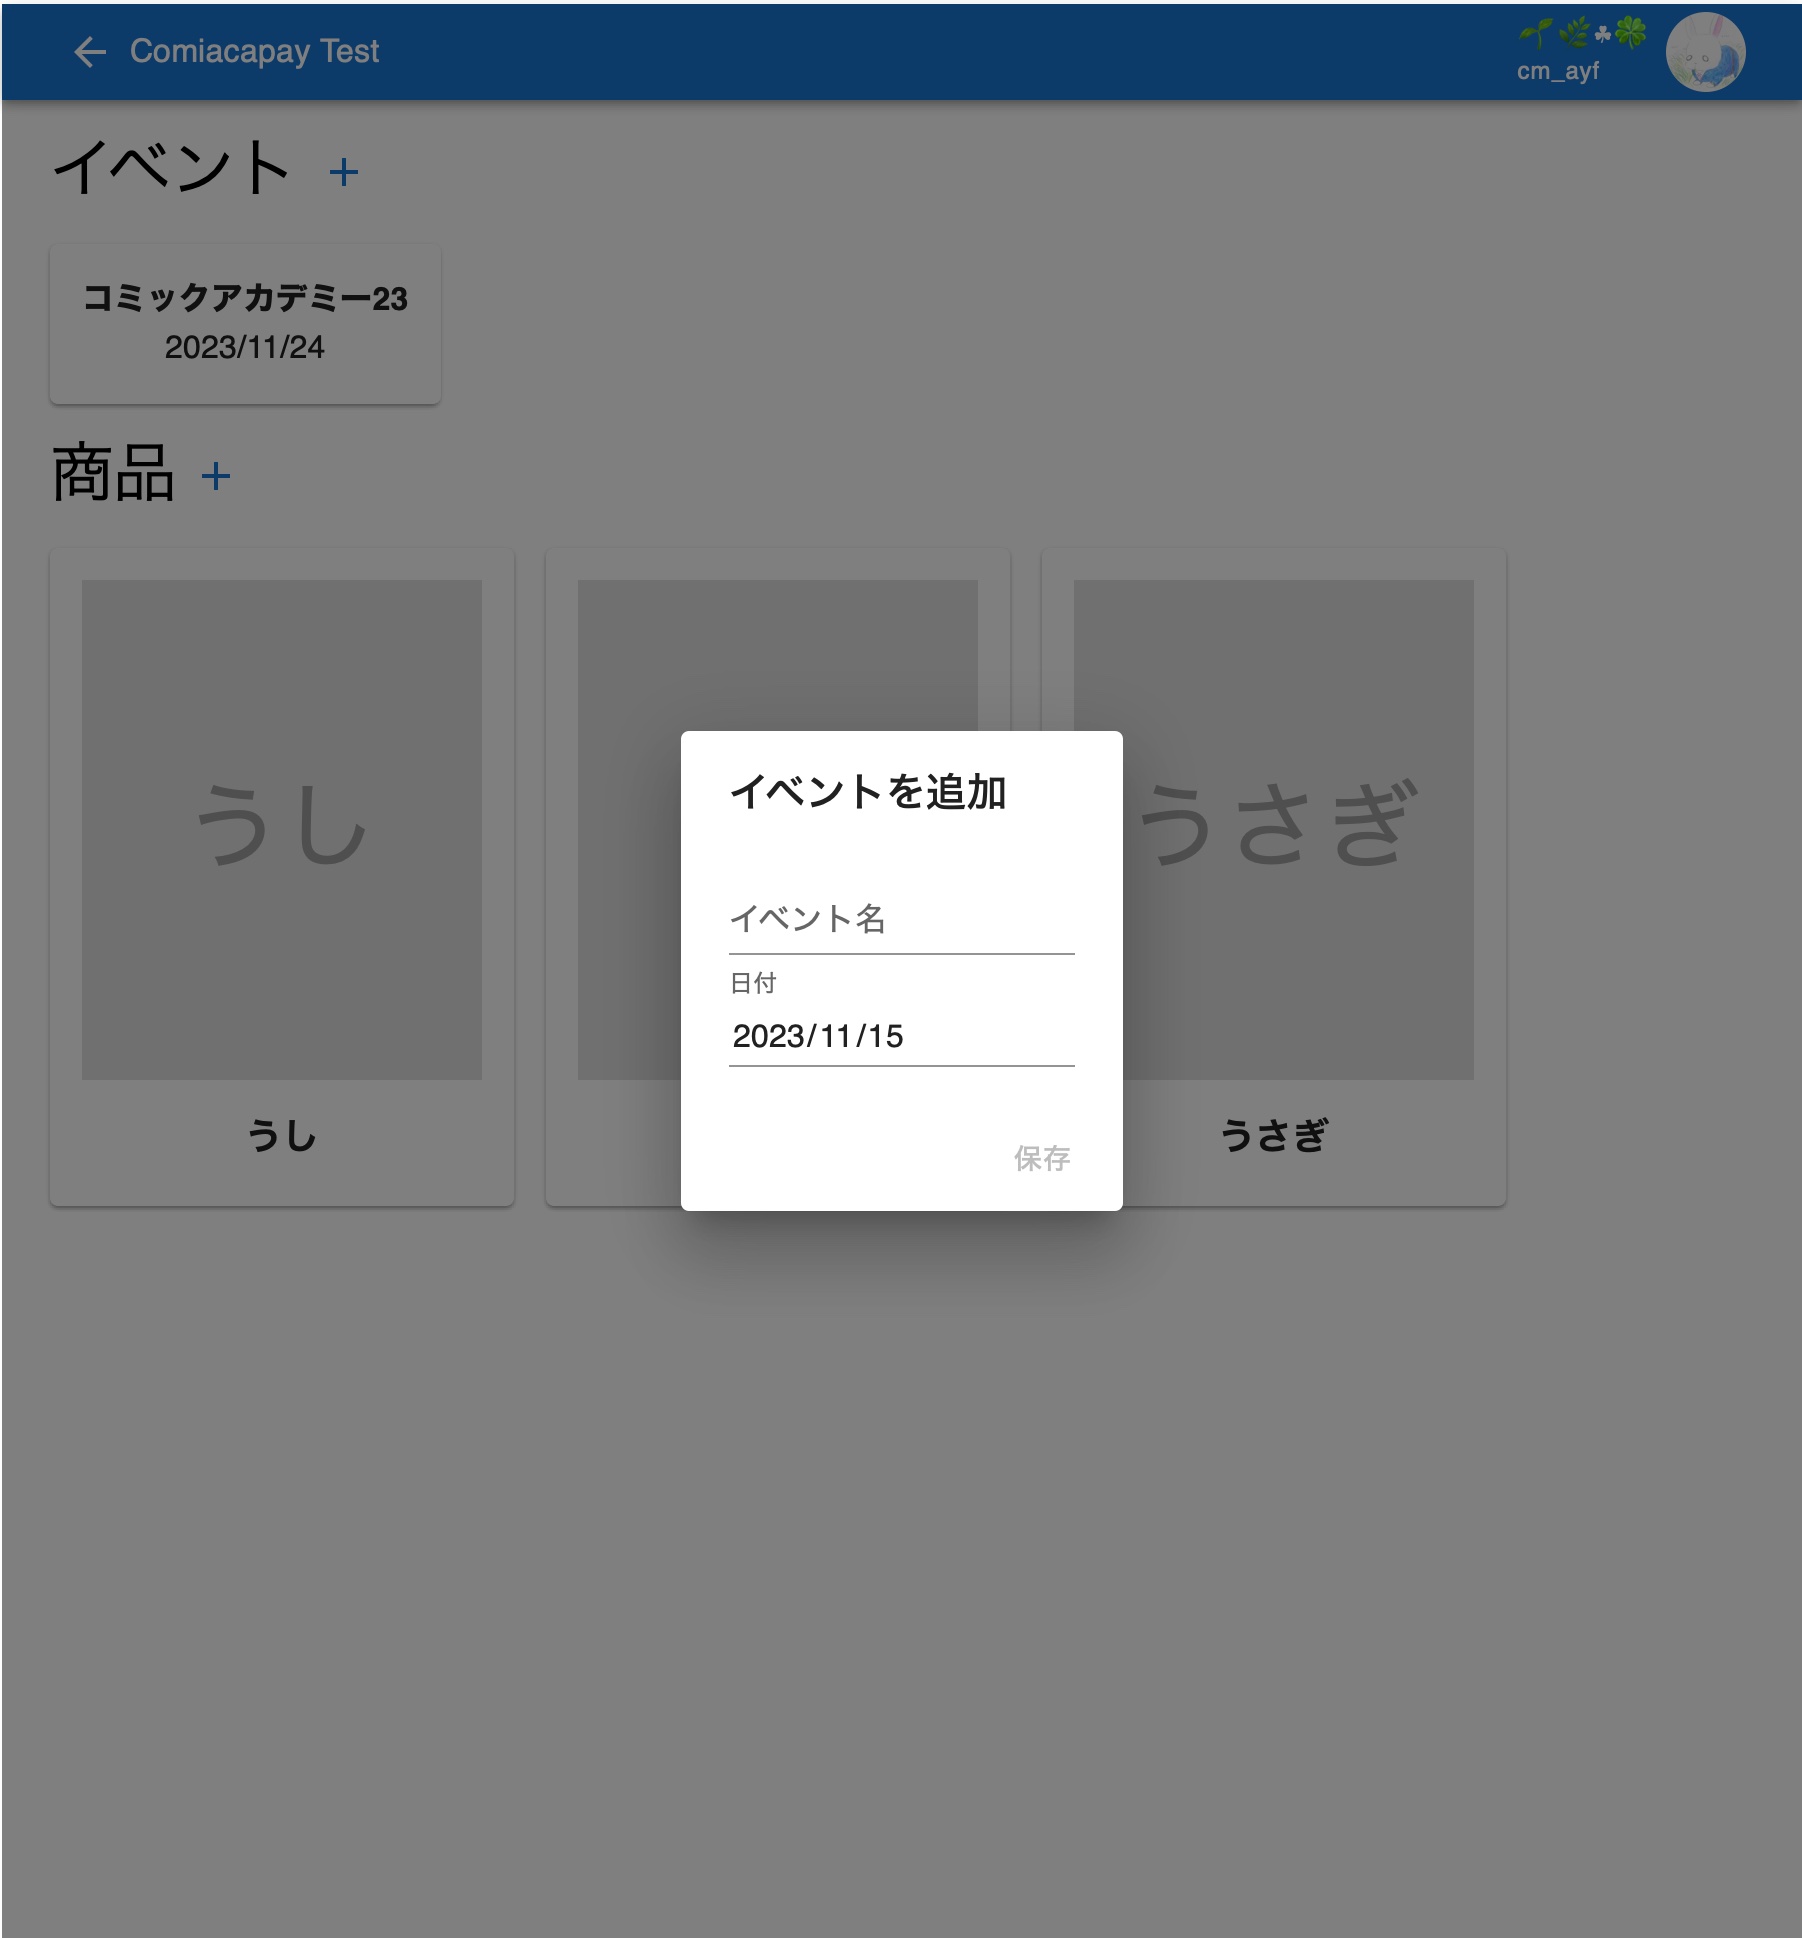 Comiacapay Test
🌱🌿☘🍀
cm_ayf
イベント +
コミックアカデミー23
2023/11/24
商品 +
うし
うさぎ
うし
うさぎ
イベントを追加
イベント名
日付
2023/11/15
保存